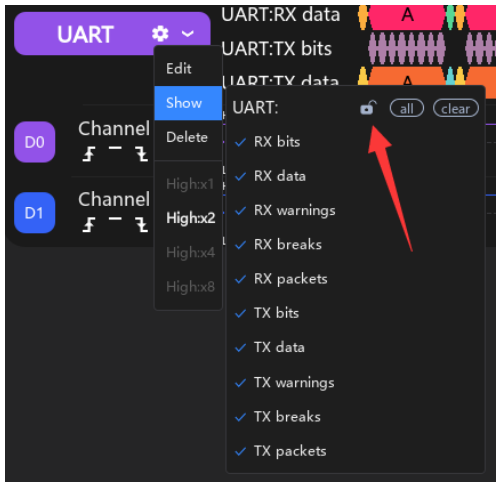 UART
UART:RX data
A
UART:TX bits
UART:TX data
A
Edit
Show
Delete
High:x1
High:x2
High:x4
High:x8
D0
Channel
D1
Channel
UART:
all
clear
RX bits
RX data
RX warnings
RX breaks
RX packets
TX bits
TX data
TX warnings
TX breaks
TX packets